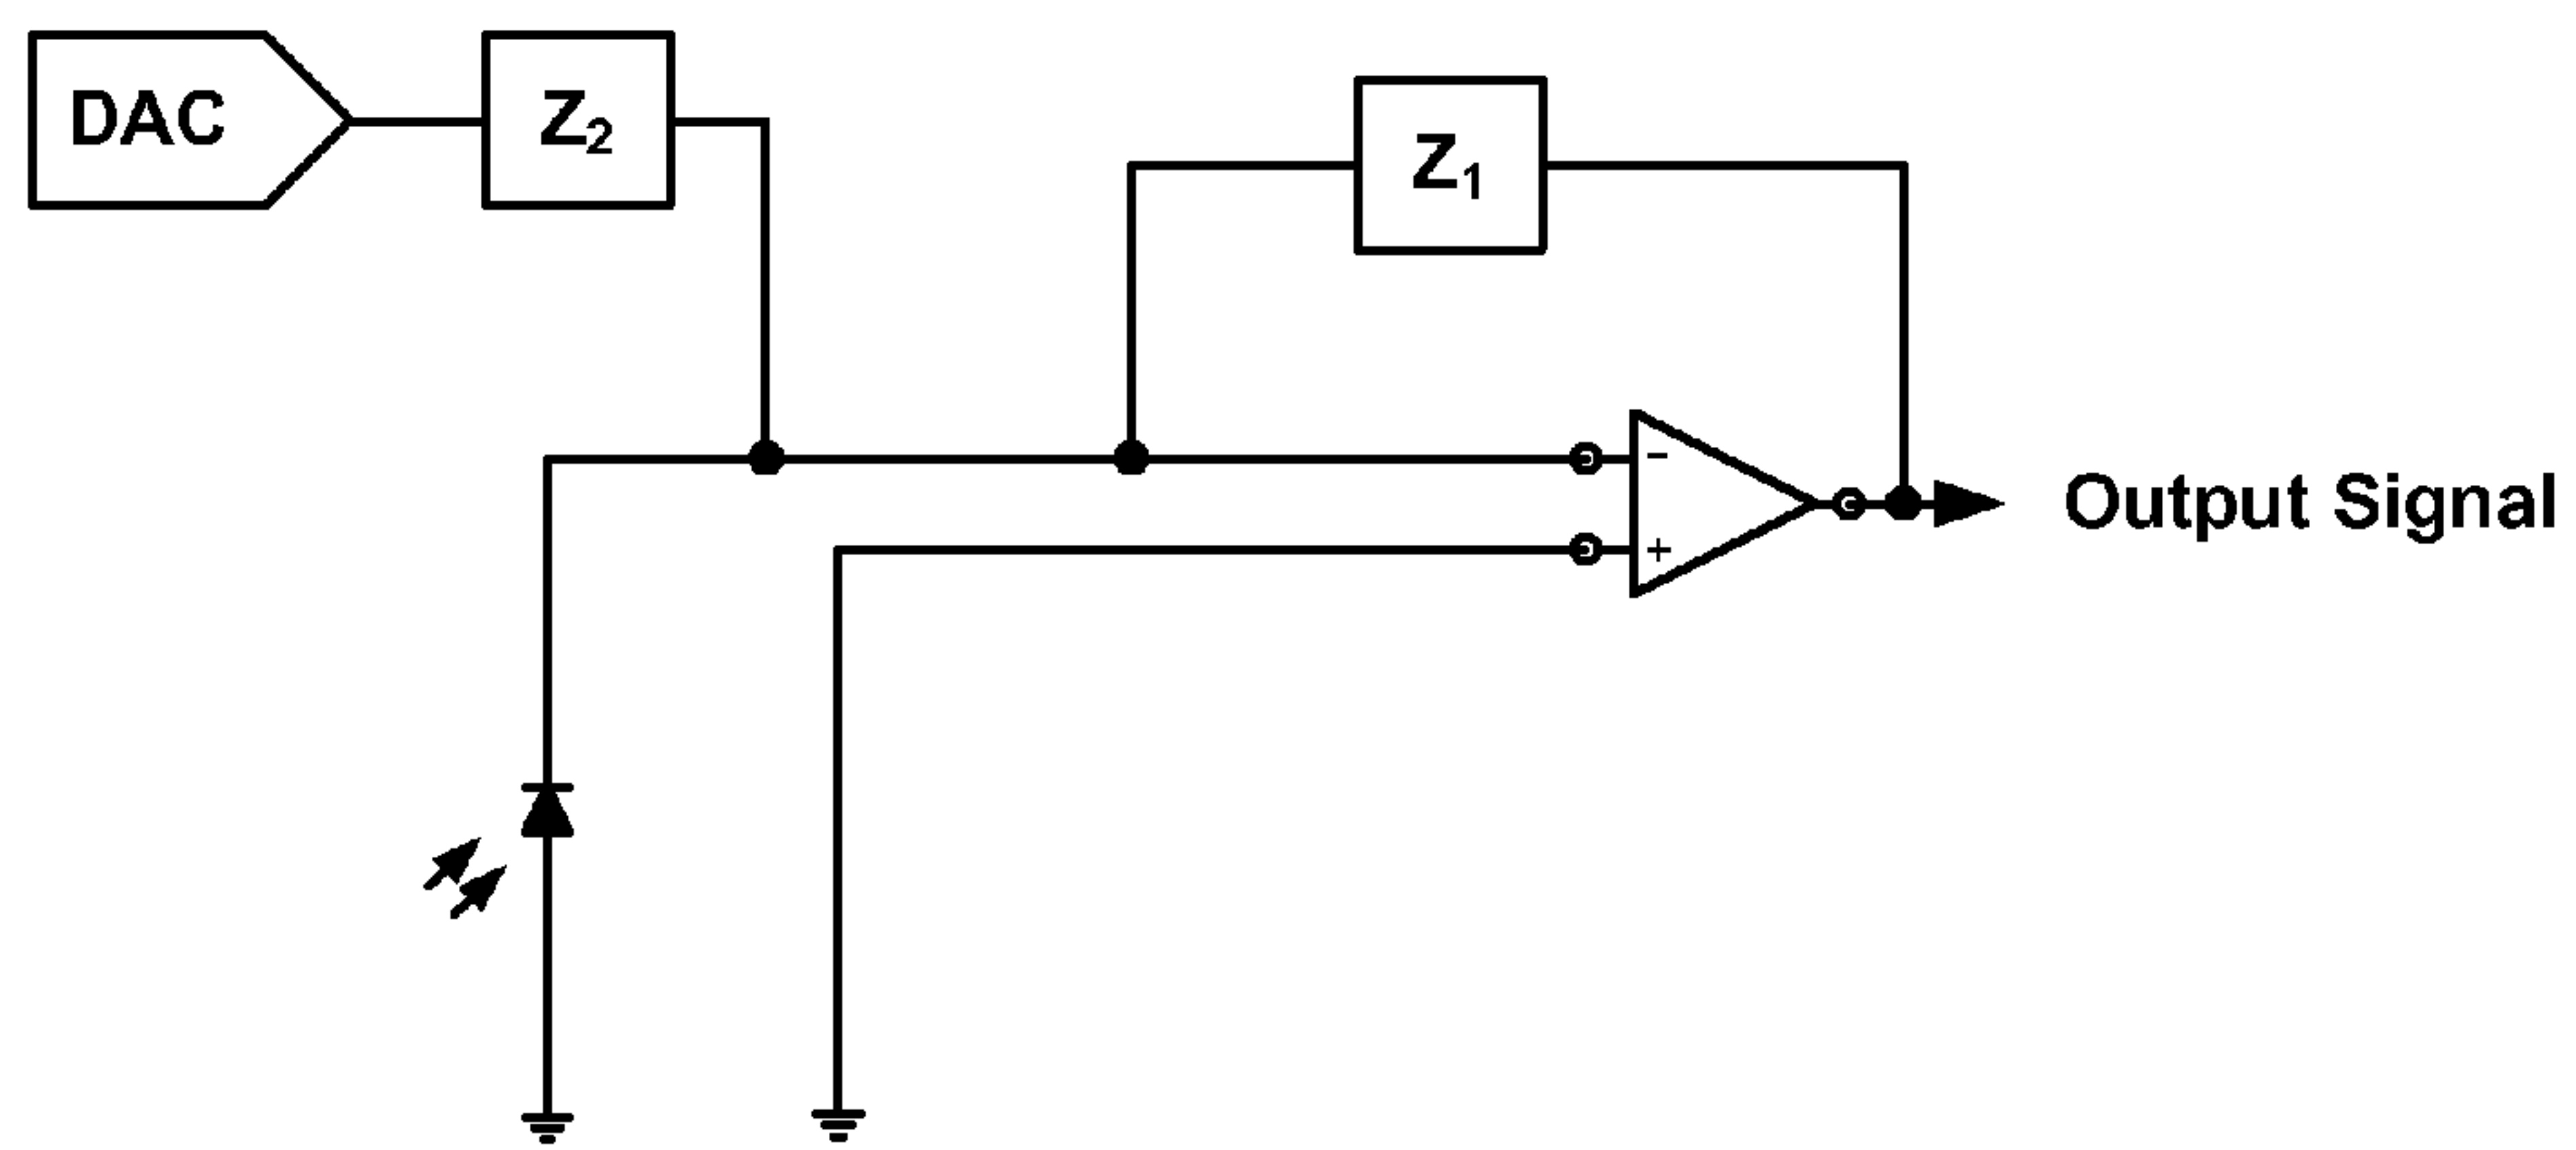 DAC
Z₂
Z₁
-
+
Output Signal